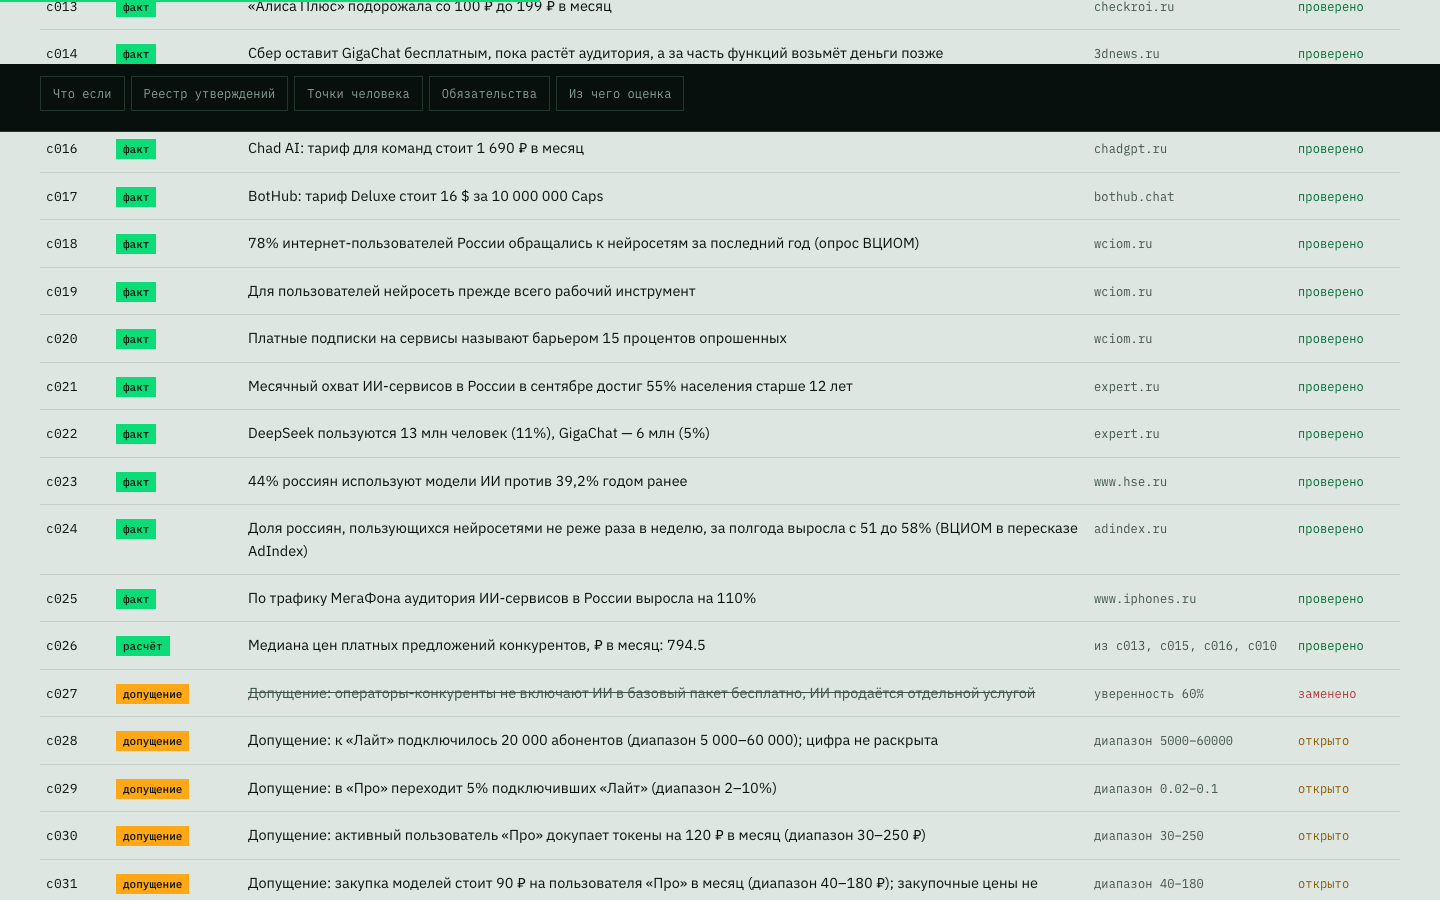 c013 факт «Алиса Плюс» подорожала со 100 ₽ до 199 ₽ в месяц checkroi.ru проверено
c014 факт Сбер оставит GigaChat бесплатным, пока растёт аудитория, а за часть функций возьмёт деньги позже 3dnews.ru проверено
Что если Реестр утверждений Точки человека Обязательства Из чего оценка
c016 факт Chad AI: тариф для команд стоит 1 690 ₽ в месяц chadgpt.ru проверено
c017 факт BotHub: тариф Deluxe стоит 16 $ за 10 000 000 Caps bothub.chat проверено
c018 факт 78% интернет-пользователей России обращались к нейросетям за последний год (опрос ВЦИОМ) wciom.ru проверено
c019 факт Для пользователей нейросеть прежде всего рабочий инструмент wciom.ru проверено
c020 факт Платные подписки на сервисы называют барьером 15 процентов опрошенных wciom.ru проверено
c021 факт Месячный охват ИИ-сервисов в России в сентябре достиг 55% населения старше 12 лет expert.ru проверено
c022 факт DeepSeek пользуются 13 млн человек (11%), GigaChat — 6 млн (5%) expert.ru проверено
c023 факт 44% россиян используют модели ИИ против 39,2% годом ранее www.hse.ru проверено
c024 факт Доля россиян, пользующихся нейросетями не реже раза в неделю, за полгода выросла с 51 до 58% (ВЦИОМ в пересказе adindex.ru проверено
AdIndex)
c025 факт По трафику МегаФона аудитория ИИ-сервисов в России выросла на 110% www.iphones.ru проверено
c026 расчёт Медиана цен платных предложений конкурентов, ₽ в месяц: 794.5 из c013, c015, c016, c010 проверено
c027 допущение Допущение: операторы-конкуренты не включают ИИ в базовый пакет бесплатно, ИИ продаётся отдельной услугой уверенность 60% заменено
c028 допущение Допущение: к «Лайт» подключилось 20 000 абонентов (диапазон 5 000–60 000); цифра не раскрыта диапазон 5000–60000 открыто
c029 допущение Допущение: в «Про» переходит 5% подключивших «Лайт» (диапазон 2–10%) диапазон 0.02–0.1 открыто
c030 допущение Допущение: активный пользователь «Про» докупает токены на 120 ₽ в месяц (диапазон 30–250 ₽) диапазон 30–250 открыто
c031 допущение Допущение: закупка моделей стоит 90 ₽ на пользователя «Про» в месяц (диапазон 40–180 ₽); закупочные цены не диапазон 40–180 открыто